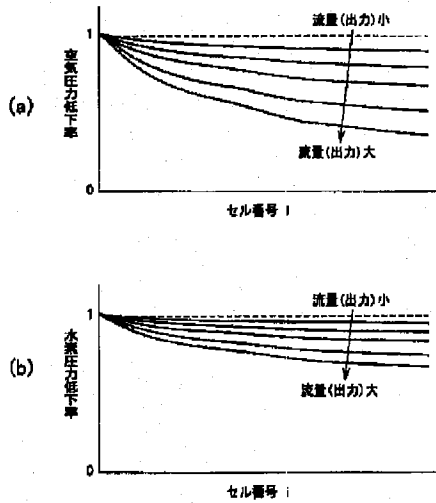 (a)
空気圧力低下率
1
流量(出力)小
流量(出力)大
0
セル番号 i
(b)
水素圧力低下率
1
流量(出力)小
流量(出力)大
0
セル番号 i